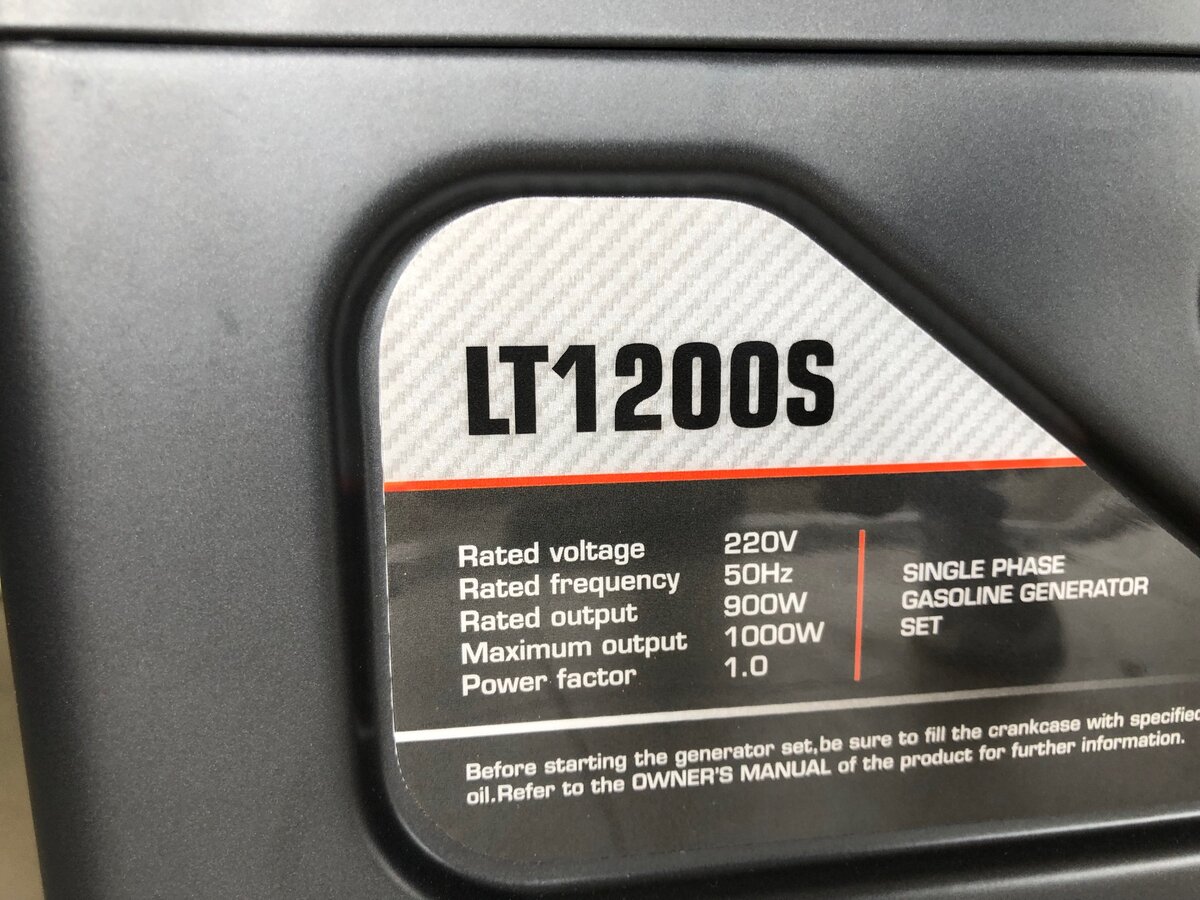 LT1200S
Rated voltage 220V
Rated frequency 50Hz
Rated output 900W
Maximum output 1000W
Power factor 1.0
SINGLE PHASE
GASOLINE GENERATOR
SET
Before starting the generator set,be sure to fill the crankcase with specified
oil.Refer to the OWNER'S MANUAL of the product for further information.